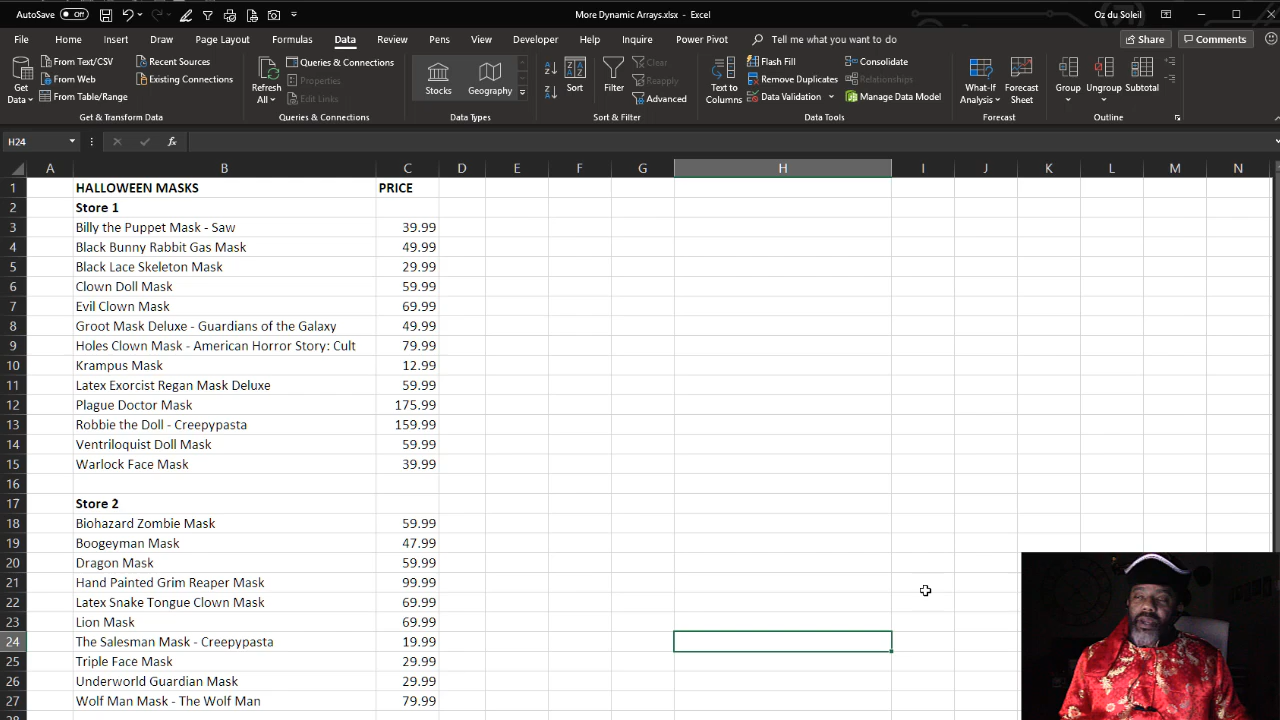 AutoSave Off More Dynamic Arrays.xlsx - Excel Oz du Soleil
File Home Insert Draw Page Layout Formulas Data Review Pens View Developer Help Inquire Power Pivot Tell me what you want to do Share Comments
Get Data
From Text/CSV
From Web
From Table/Range
Recent Sources
Existing Connections
Get & Transform Data
Refresh All
Queries & Connections
Properties
Edit Links
Queries & Connections
Stocks Geography
Data Types
Sort Filter
Clear
Reapply
Advanced
Sort & Filter
Text to Columns
Flash Fill
Remove Duplicates
Data Validation
Consolidate
Relationships
Manage Data Model
Data Tools
What-If Analysis
Forecast Sheet
Forecast
Group Ungroup Subtotal
Outline
H24 fx
A B C D E F G H I J K L M N
1 HALLOWEEN MASKS PRICE
2 Store 1
3 Billy the Puppet Mask - Saw 39.99
4 Black Bunny Rabbit Gas Mask 49.99
5 Black Lace Skeleton Mask 29.99
6 Clown Doll Mask 59.99
7 Evil Clown Mask 69.99
8 Groot Mask Deluxe - Guardians of the Galaxy 49.99
9 Holes Clown Mask - American Horror Story: Cult 79.99
10 Krampus Mask 12.99
11 Latex Exorcist Regan Mask Deluxe 59.99
12 Plague Doctor Mask 175.99
13 Robbie the Doll - Creepypasta 159.99
14 Ventriloquist Doll Mask 59.99
15 Warlock Face Mask 39.99
16
17 Store 2
18 Biohazard Zombie Mask 59.99
19 Boogeyman Mask 47.99
20 Dragon Mask 59.99
21 Hand Painted Grim Reaper Mask 99.99
22 Latex Snake Tongue Clown Mask 69.99
23 Lion Mask 69.99
24 The Salesman Mask - Creepypasta 19.99
25 Triple Face Mask 29.99
26 Underworld Guardian Mask 29.99
27 Wolf Man Mask - The Wolf Man 79.99
28